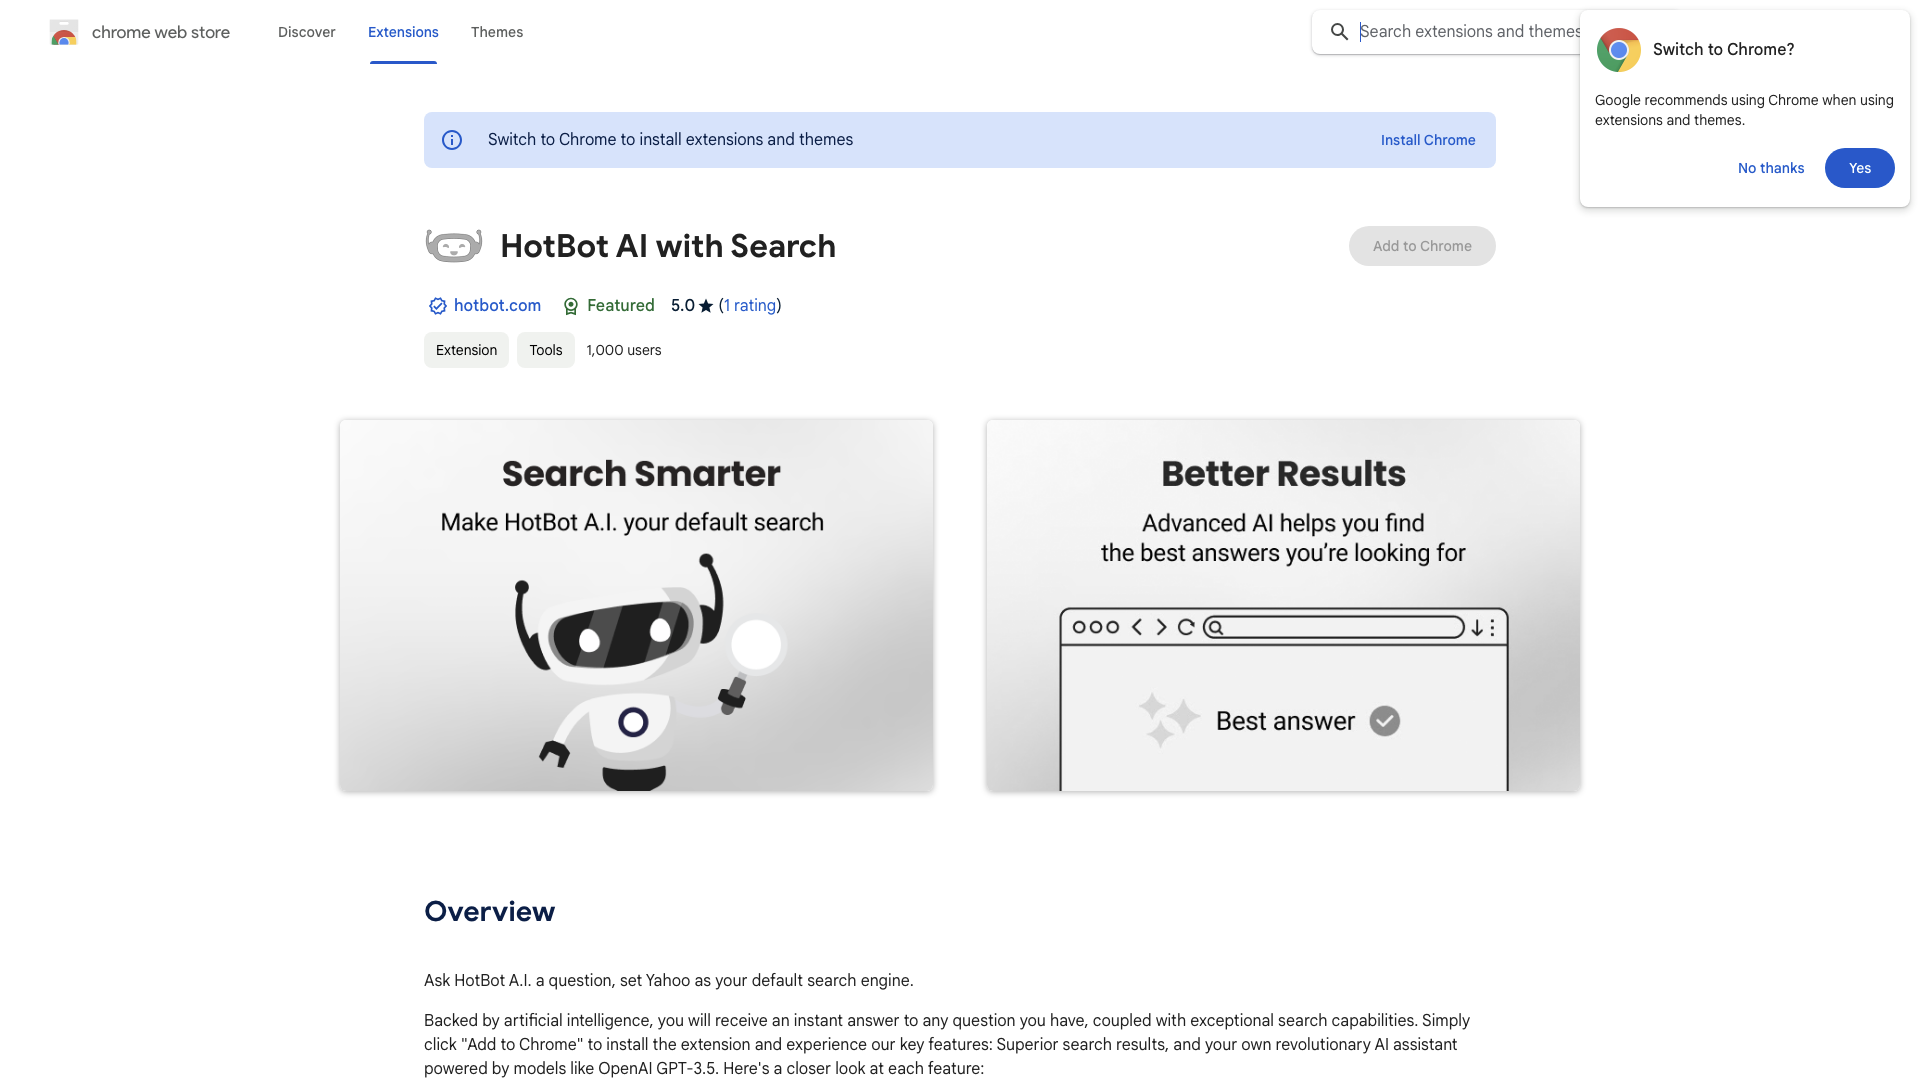 chrome web store
Discover
Extensions
Themes
Search extensions and themes
Switch to Chrome?
Google recommends using Chrome when using
extensions and themes.
No thanks
Yes
Switch to Chrome to install extensions and themes
Install Chrome
HotBot AI with Search
Add to Chrome
hotbot.com
Featured
5.0 ★ (1 rating)
Extension
Tools
1,000 users
Search Smarter
Make HotBot A.I. your default search
Better Results
Advanced AI helps you find
the best answers you’re looking for
Best answer
Overview
Ask HotBot A.I. a question, set Yahoo as your default search engine.
Backed by artificial intelligence, you will receive an instant answer to any question you have, coupled with exceptional search capabilities. Simply
click "Add to Chrome" to install the extension and experience our key features: Superior search results, and your own revolutionary AI assistant
powered by models like OpenAI GPT-3.5. Here's a closer look at each feature: